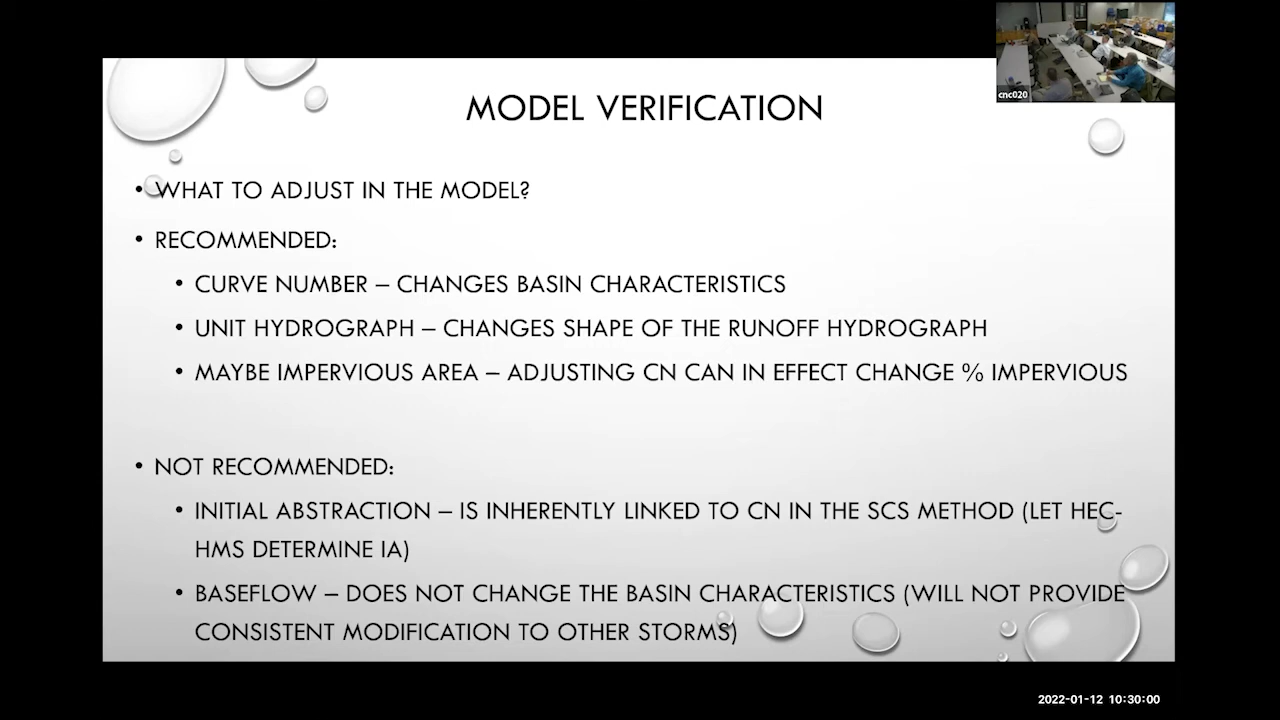 cnc020
MODEL VERIFICATION
• WHAT TO ADJUST IN THE MODEL?
• RECOMMENDED:
• CURVE NUMBER – CHANGES BASIN CHARACTERISTICS
• UNIT HYDROGRAPH – CHANGES SHAPE OF THE RUNOFF HYDROGRAPH
• MAYBE IMPERVIOUS AREA – ADJUSTING CN CAN IN EFFECT CHANGE % IMPERVIOUS
• NOT RECOMMENDED:
• INITIAL ABSTRACTION – IS INHERENTLY LINKED TO CN IN THE SCS METHOD (LET HEC-
HMS DETERMINE IA)
• BASEFLOW – DOES NOT CHANGE THE BASIN CHARACTERISTICS (WILL NOT PROVIDE
CONSISTENT MODIFICATION TO OTHER STORMS)
2022-01-12 10:30:00